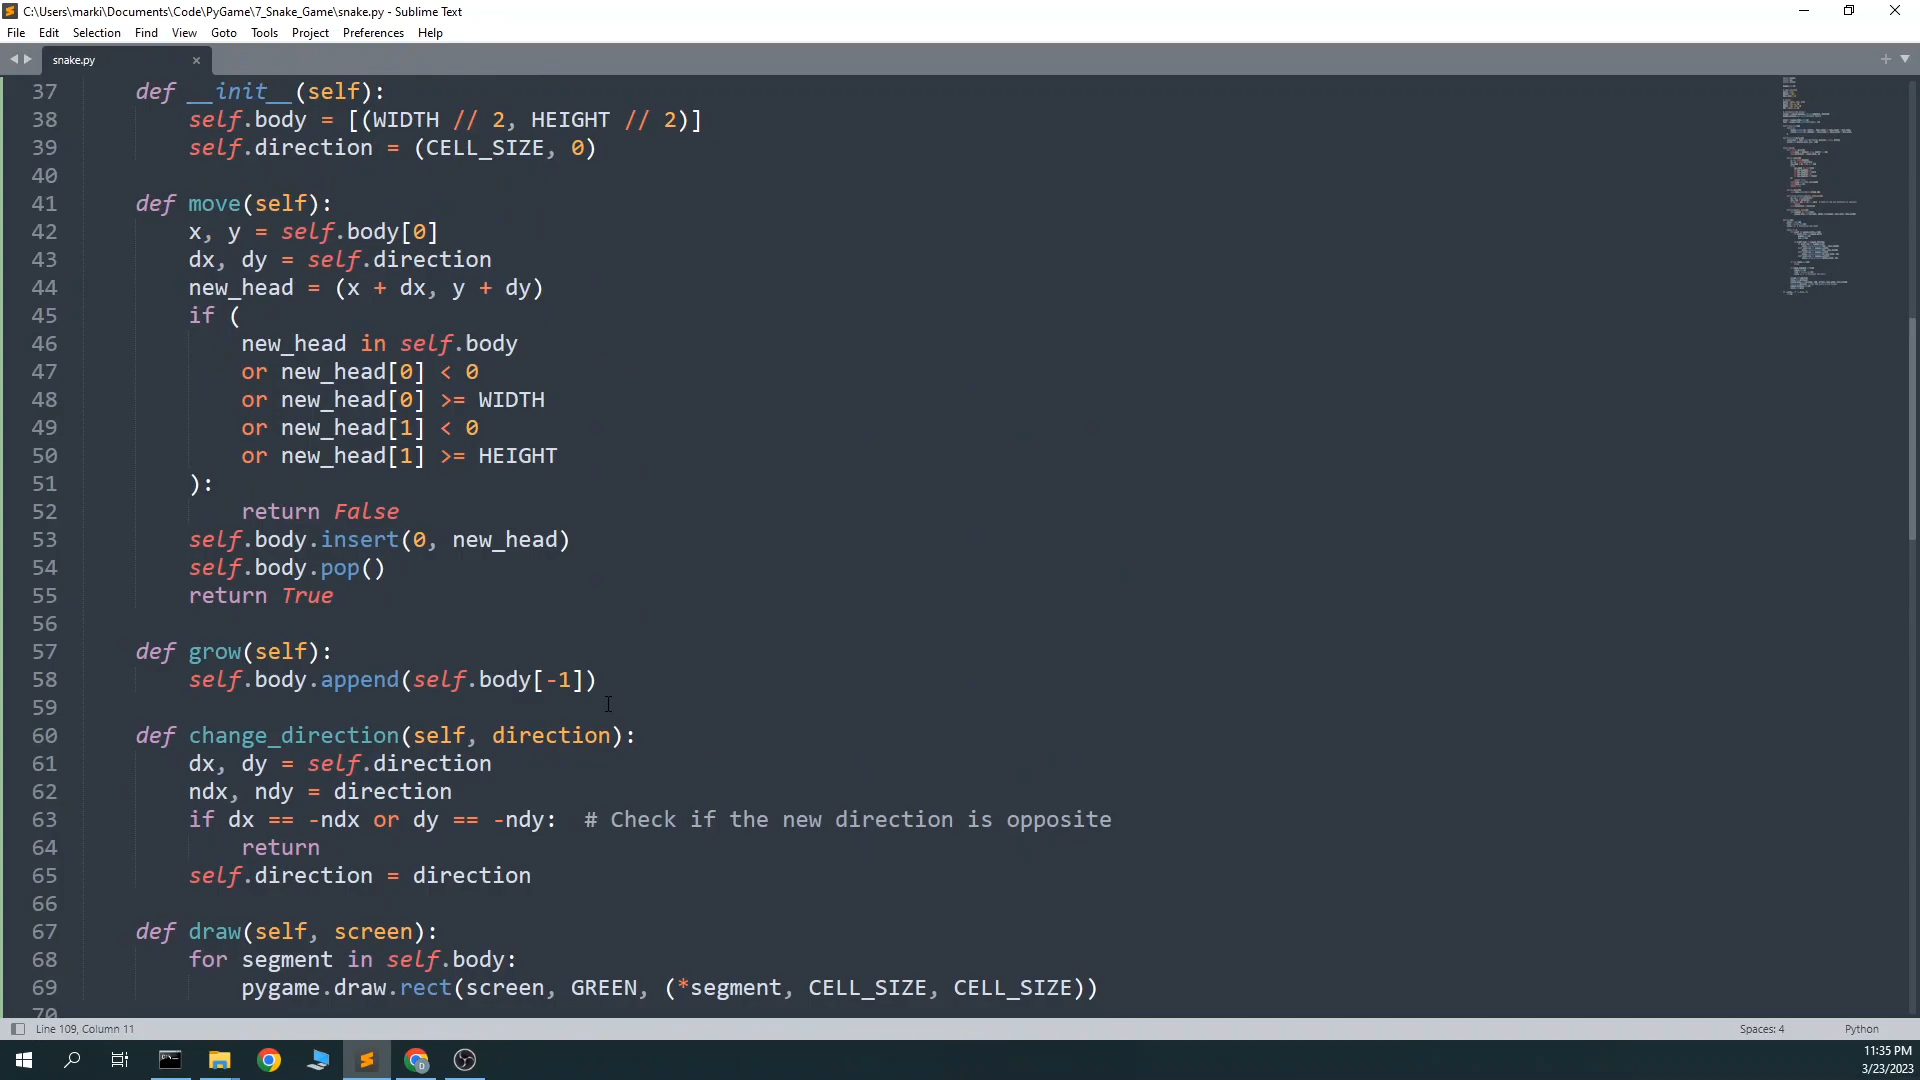 C:\Users\marki\Documents\Code\PyGame\7_Snake_Game\snake.py - Sublime Text
File Edit Selection Find View Goto Tools Project Preferences Help
snake.py
37 def __init__(self):
38 self.body = [(WIDTH // 2, HEIGHT // 2)]
39 self.direction = (CELL_SIZE, 0)
40
41 def move(self):
42 x, y = self.body[0]
43 dx, dy = self.direction
44 new_head = (x + dx, y + dy)
45 if (
46 new_head in self.body
47 or new_head[0] < 0
48 or new_head[0] >= WIDTH
49 or new_head[1] < 0
50 or new_head[1] >= HEIGHT
51 ):
52 return False
53 self.body.insert(0, new_head)
54 self.body.pop()
55 return True
56
57 def grow(self):
58 self.body.append(self.body[-1])
59
60 def change_direction(self, direction):
61 dx, dy = self.direction
62 ndx, ndy = direction
63 if dx == -ndx or dy == -ndy: # Check if the new direction is opposite
64 return
65 self.direction = direction
66
67 def draw(self, screen):
68 for segment in self.body:
69 pygame.draw.rect(screen, GREEN, (*segment, CELL_SIZE, CELL_SIZE))
70
Line 109, Column 11
Spaces: 4
Python
11:35 PM
3/23/2023